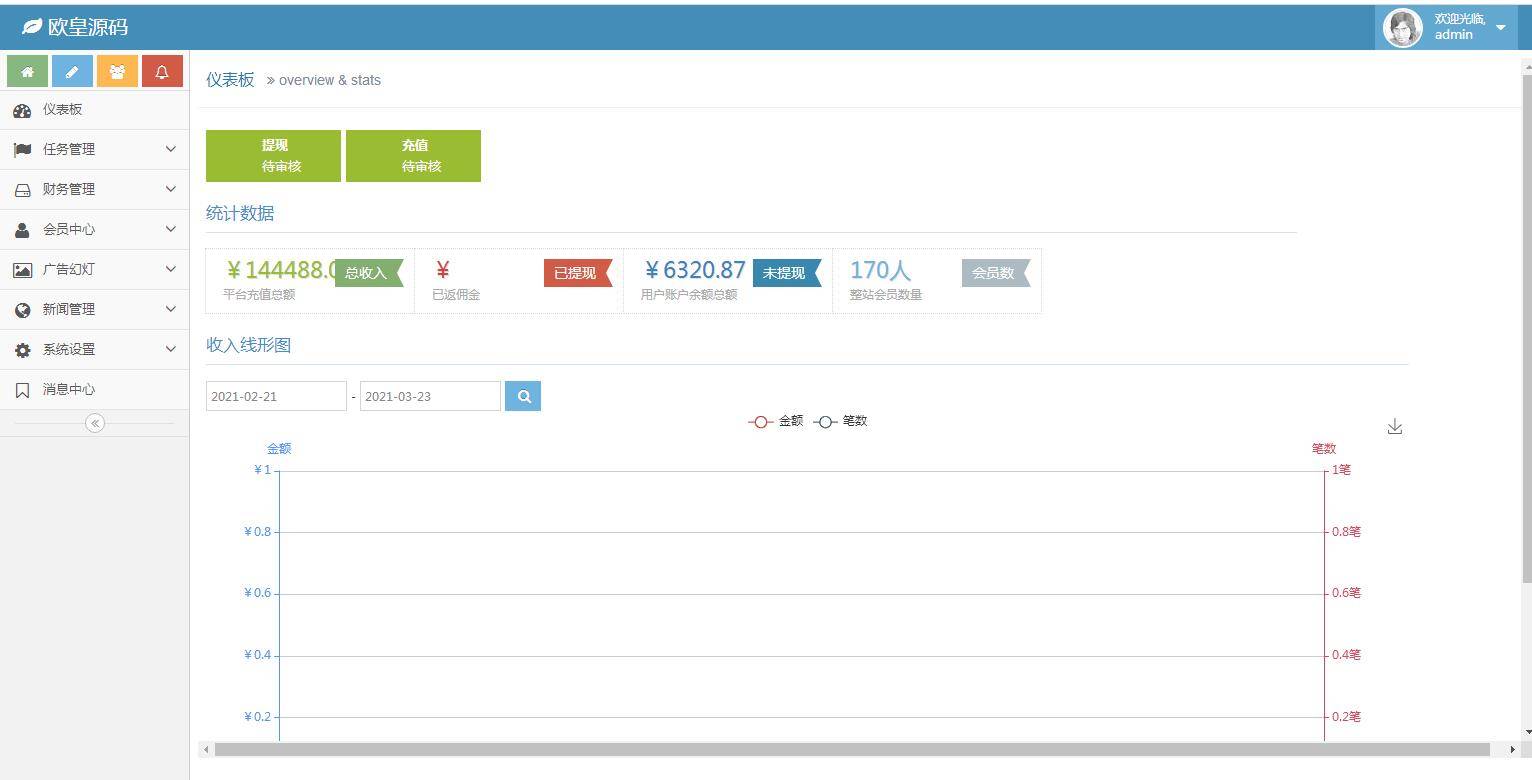 欧皇源码
欢迎光临,
admin
仪表板
任务管理
财务管理
会员中心
广告幻灯
新闻管理
系统设置
消息中心
仪表板 » overview & stats
提现
待审核
充值
待审核
统计数据
¥144488.0
总收入
平台充值总额
¥
已提现
已返佣金
¥6320.87
未提现
用户账户余额总额
170人
会员数
整站会员数量
收入线形图
2021-02-21 - 2021-03-23
金额 笔数
金额 笔数
¥1 1笔
¥0.8 0.8笔
¥0.6 0.6笔
¥0.4 0.4笔
¥0.2 0.2笔